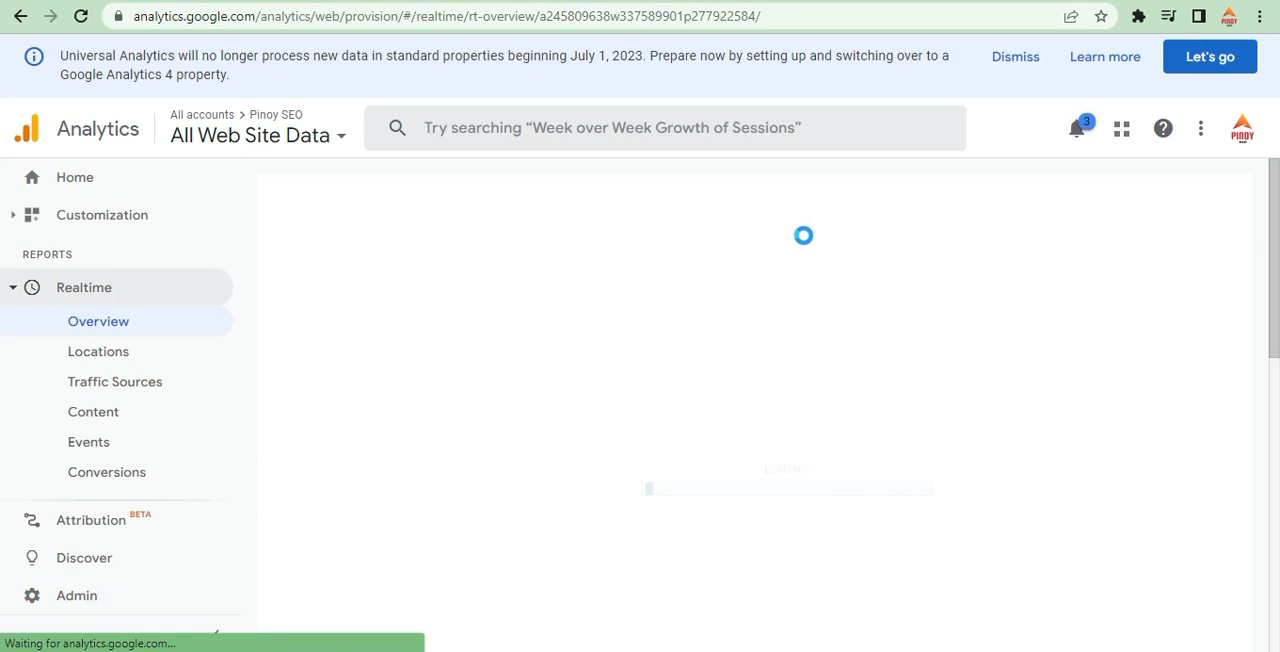 analytics.google.com/analytics/web/provision/#/realtime/rt-overview/a245809638w337589901p277922584/
Universal Analytics will no longer process new data in standard properties beginning July 1, 2023. Prepare now by setting up and switching over to a
Google Analytics 4 property.
Dismiss
Learn more
Let's go
Analytics
All accounts > Pinoy SEO
All Web Site Data
Try searching “Week over Week Growth of Sessions”
3
PINOY
Home
Customization
REPORTS
Realtime
Overview
Locations
Traffic Sources
Content
Events
Conversions
LOADING
Attribution BETA
Discover
Admin
Waiting for analytics.google.com...